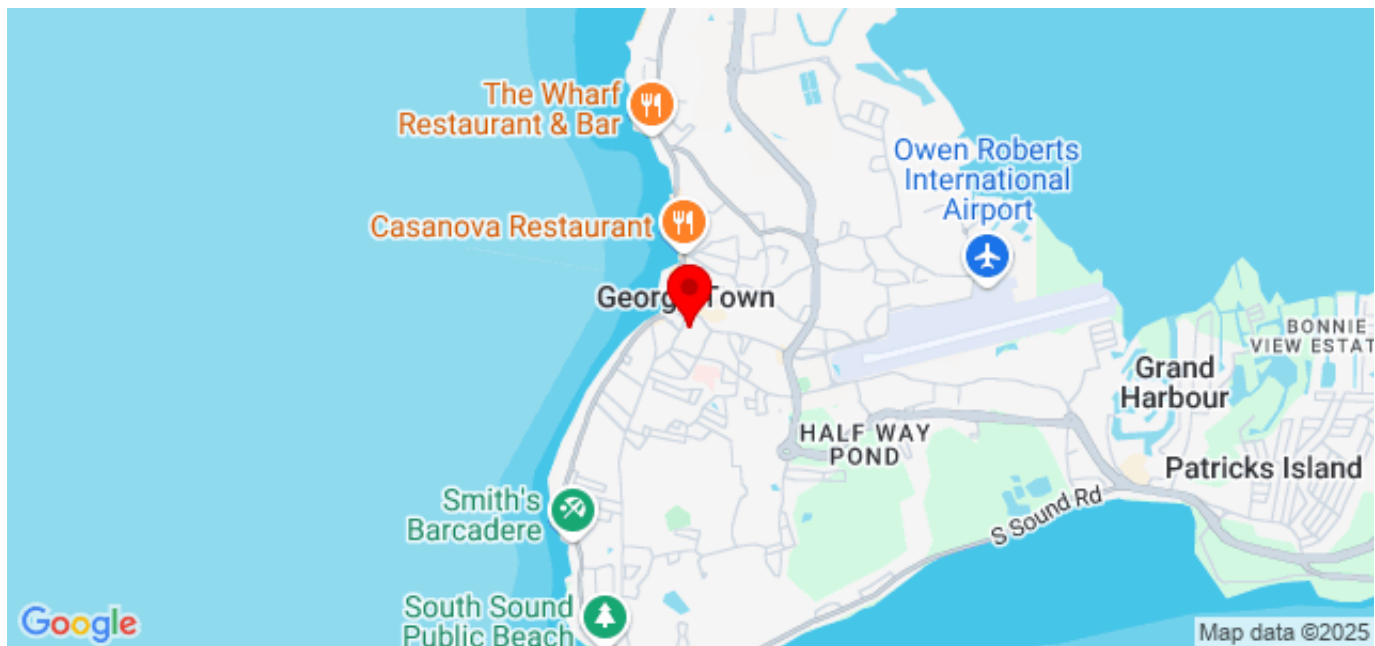 The Wharf
Restaurant & Bar
Owen Roberts
International
Airport
Casanova Restaurant
George Town
BONNIE
VIEW ESTAT
Grand
Harbour
HALF WAY
POND
Patricks Island
Smith's
Barcadere
S Sound Rd
South Sound
Public Beach
Google
Map data ©2025